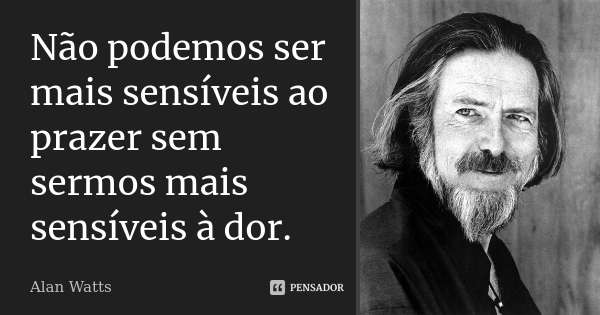 Não podemos ser
mais sensíveis ao
prazer sem
sermos mais
sensíveis à dor.
Alan Watts
PENSADOR